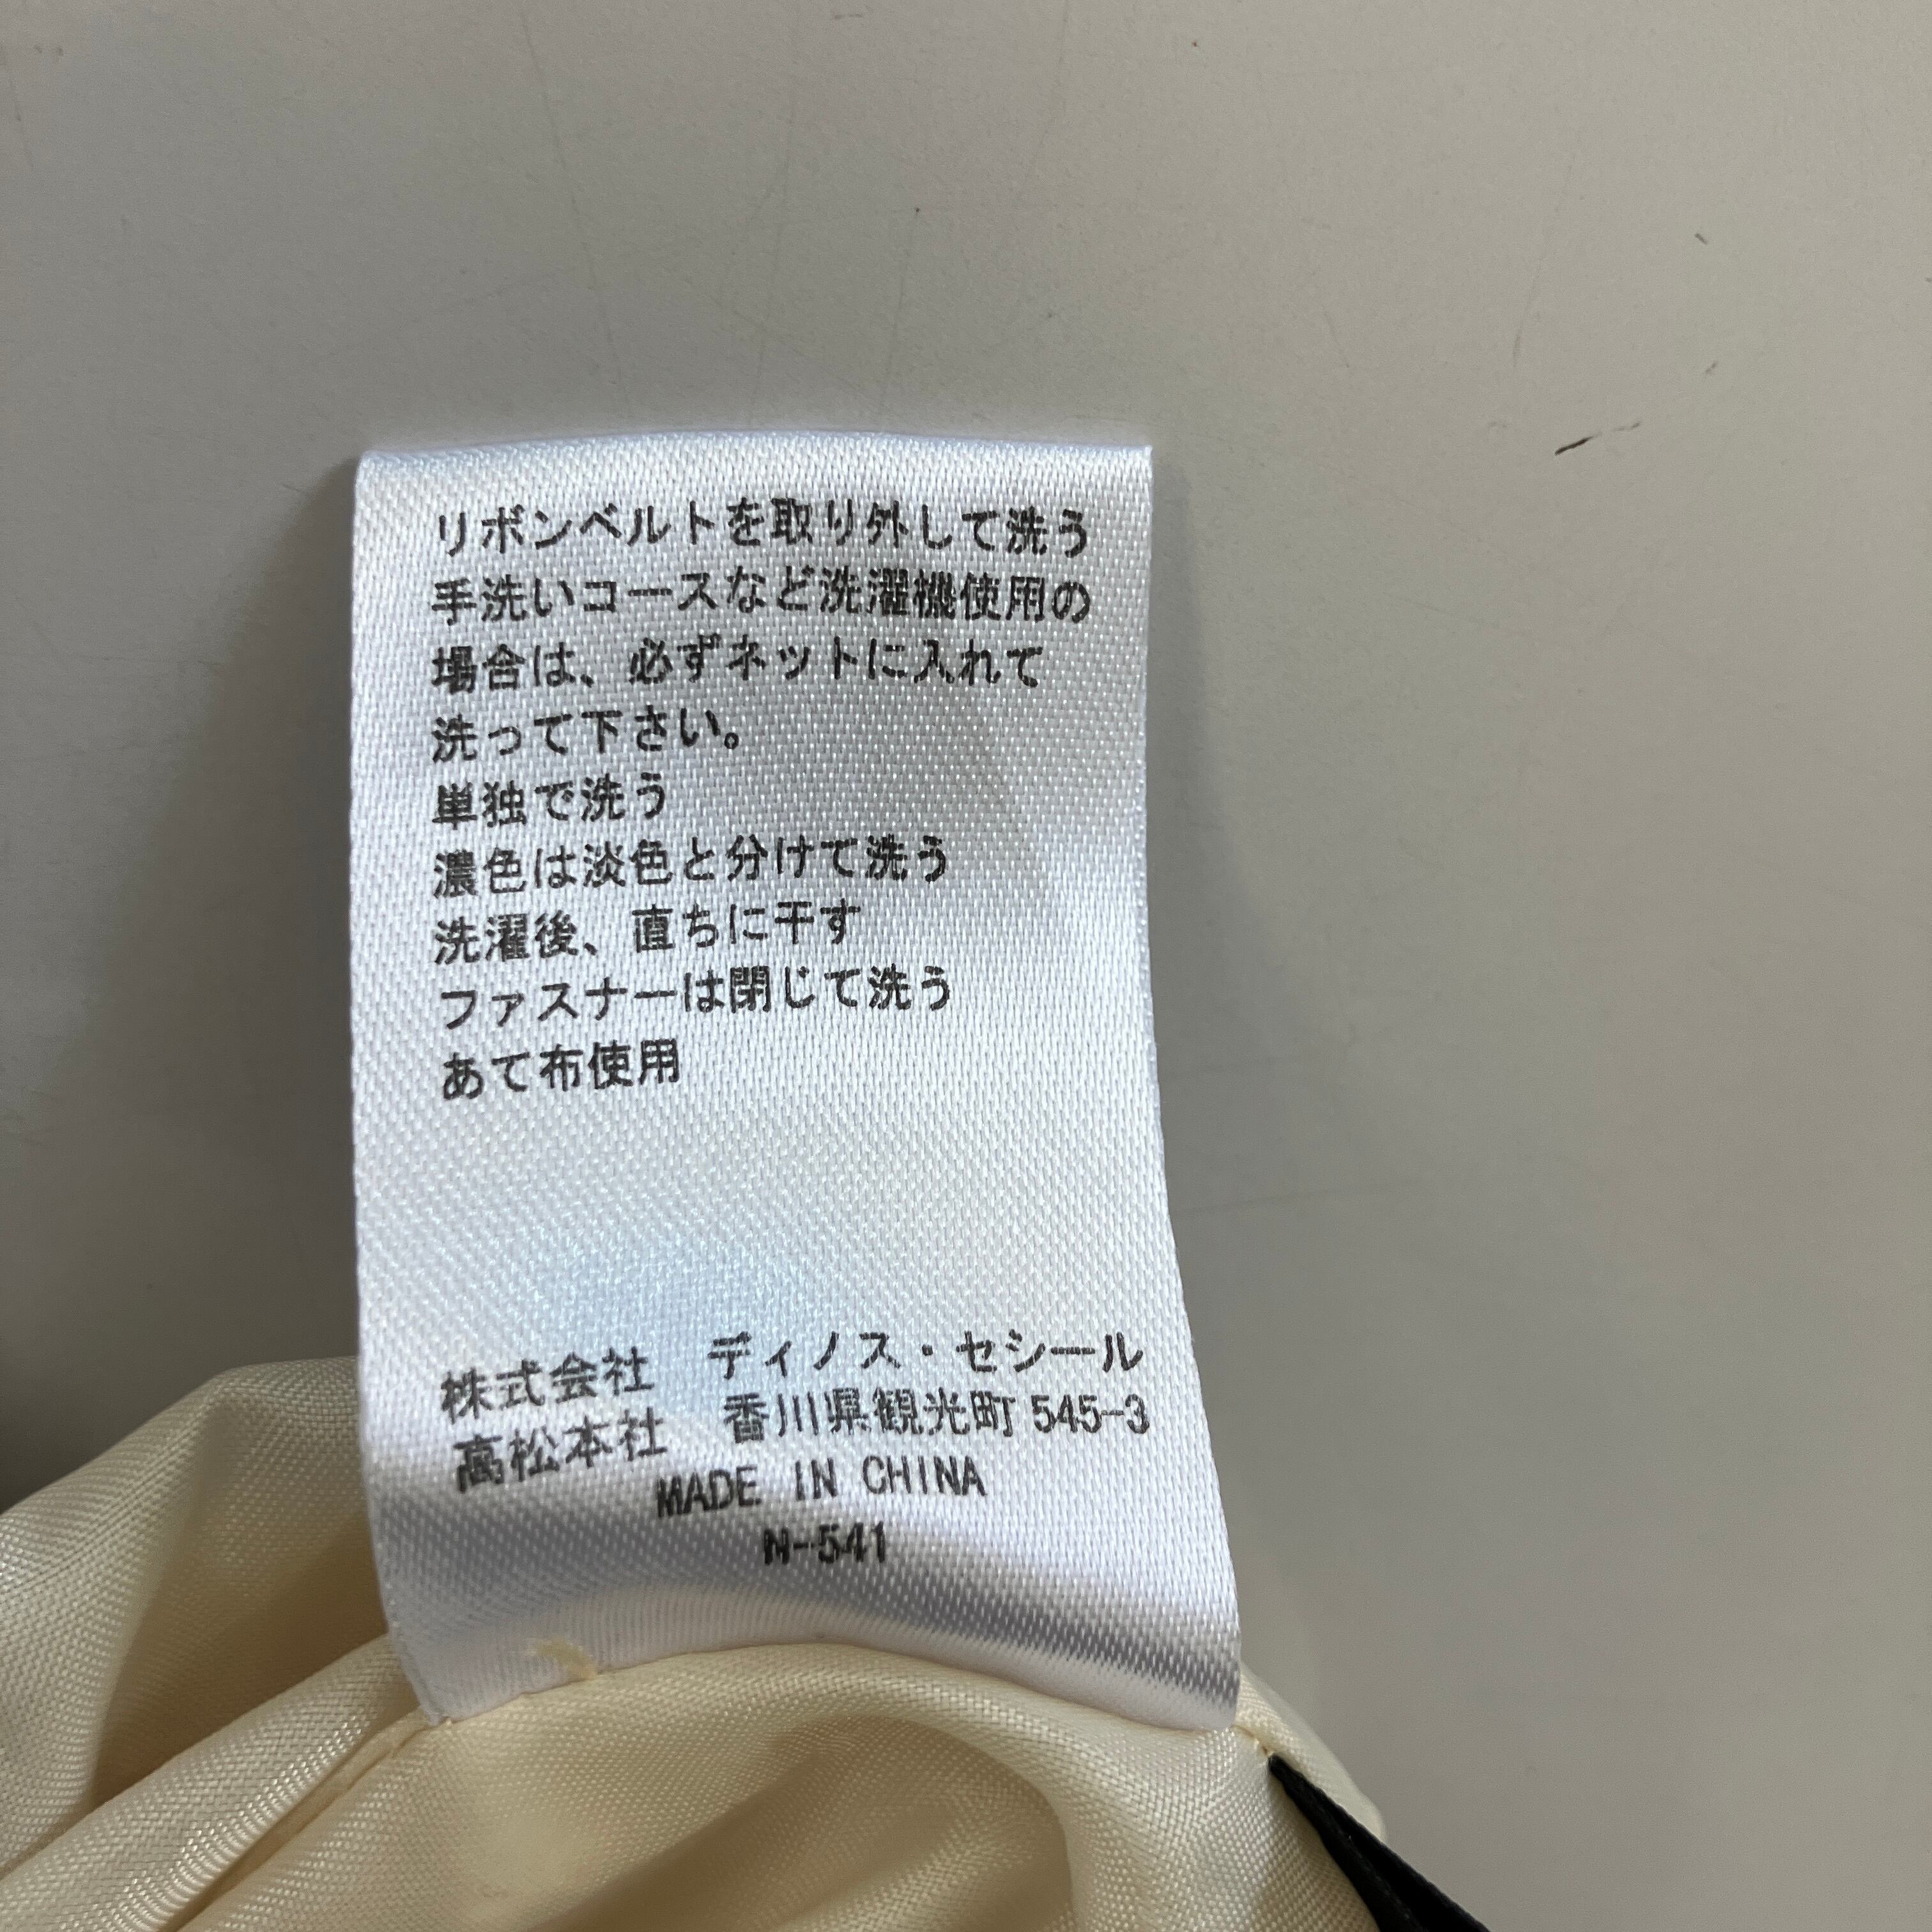 リボンベルトを取り外して洗う
手洗いコースなど洗濯機使用の
場合は、必ずネットに入れて
洗って下さい。
単独で洗う
濃色は淡色と分けて洗う
洗濯後、直ちに干す
ファスナーは閉じて洗う
あて布使用
株式会社 ディノス・セシール
高松本社 香川県観光町545-3
MADE IN CHINA
N-541